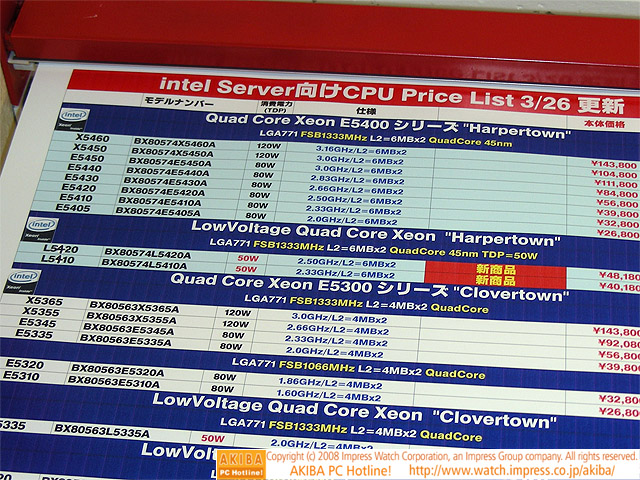 intel Server向けCPU Price List 3/26 更新
モデルナンバー 消費電力(TDP) 仕様 本体価格
Quad Core Xeon E5400 シリーズ "Harpertown"
LGA771 FSB1333MHz L2=6MBx2 QuadCore 45nm
X5460 BX80574X5460A 120W 3.16GHz/L2=6MBx2 ¥143,800
X5450 BX80574X5450A 120W 3.0GHz/L2=6MBx2 ¥104,800
E5450 BX80574E5450A 80W 3.0GHz/L2=6MBx2 ¥111,800
E5440 BX80574E5440A 80W 2.83GHz/L2=6MBx2 ¥84,800
E5430 BX80574E5430A 80W 2.66GHz/L2=6MBx2 ¥56,800
E5420 BX80574E5420A 80W 2.50GHz/L2=6MBx2 ¥39,800
E5410 BX80574E5410A 80W 2.33GHz/L2=6MBx2 ¥32,800
E5405 BX80574E5405A 80W 2.0GHz/L2=6MBx2 ¥26,800
LowVoltage Quad Core Xeon "Harpertown"
LGA771 FSB1333MHz L2=6MBx2 QuadCore 45nm TDP=50W
L5420 BX80574L5420A 50W 2.50GHz/L2=6MBx2 新商品 ¥48,180
L5410 BX80574L5410A 50W 2.33GHz/L2=6MBx2 新商品 ¥40,180
Quad Core Xeon E5300 シリーズ "Clovertown"
LGA771 FSB1333MHz L2=4MBx2 QuadCore
X5365 BX80563X5365A 120W 3.0GHz/L2=4MBx2 ¥143,800
X5355 BX80563X5355A 120W 2.66GHz/L2=4MBx2 ¥92,080
E5345 BX80563E5345A 80W 2.33GHz/L2=4MBx2 ¥56,800
E5335 BX80563E5335A 80W 2.0GHz/L2=4MBx2 ¥39,800
LGA771 FSB1066MHz L2=4MBx2 QuadCore
E5320 BX80563E5320A 80W 1.86GHz/L2=4MBx2 ¥32,800
E5310 BX80563E5310A 80W 1.60GHz/L2=4MBx2 ¥26,800
LowVoltage Quad Core Xeon "Clovertown"
LGA771 FSB1333MHz L2=4MBx2 QuadCore
5335 BX80563L5335A 50W 2.0GHz/L2=4MBx2
AKIBA PC Hotline! Copyright (c) 2008 Impress Watch Corporation, an Impress Group company. All rights reserved.
AKIBA PC Hotline! http://www.watch.impress.co.jp/akiba/